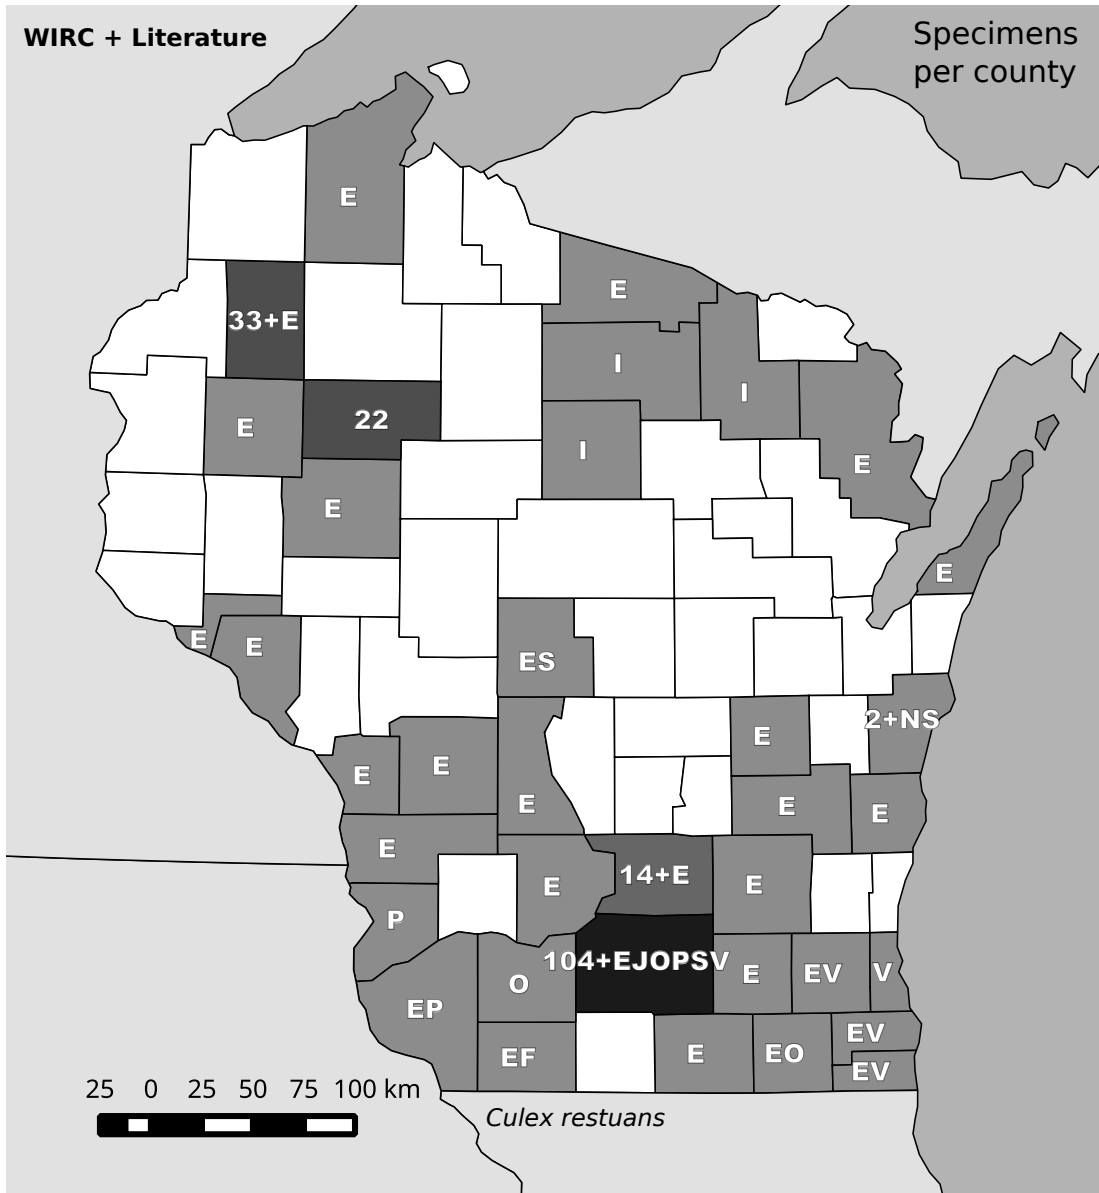 WIRC + Literature
Specimens
per county
E
E
33+E
I
I
22
E
I
E
E
E
E
E
ES
2+NS
E
E
E
E
E
E
E
14+E
E
E
P
104+EJOPSV
E
EV
V
O
EP
EV
E
EO
EF
EV
25 0 25 50 75 100 km
Culex restuans